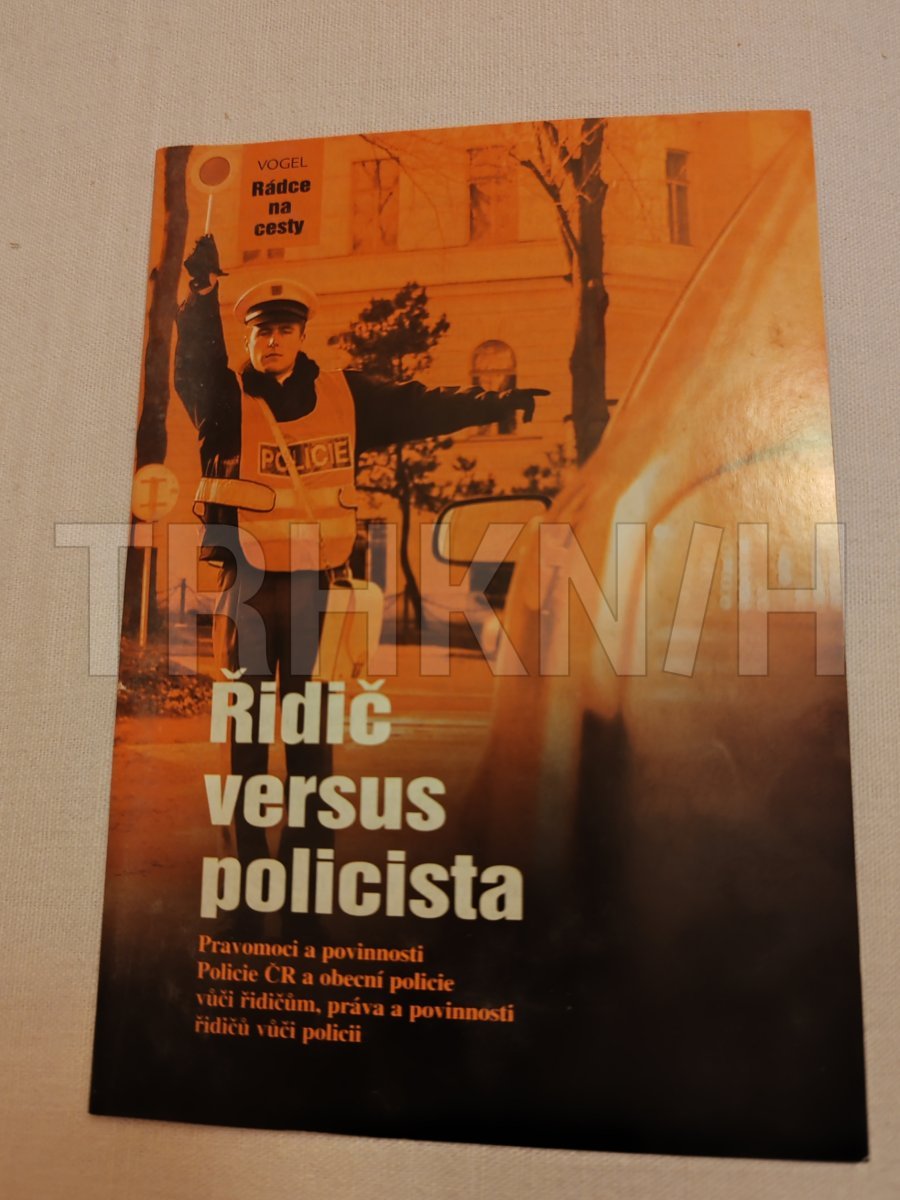 VOGEL
Rádce
na
cesty
POLICIE
TRHKNIH
Řidič
versus
policista
Pravomoci a povinnosti
Policie ČR a obecní policie
vůči řidičům, práva a povinnosti
řidičů vůči policii